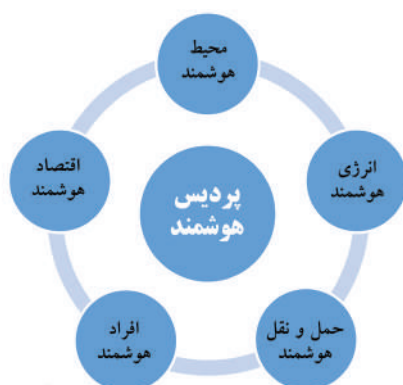 محیط
هوشمند
انرژی
هوشمند
اقتصاد
هوشمند
پردیس
هوشمند
حمل و نقل
هوشمند
افراد
هوشمند